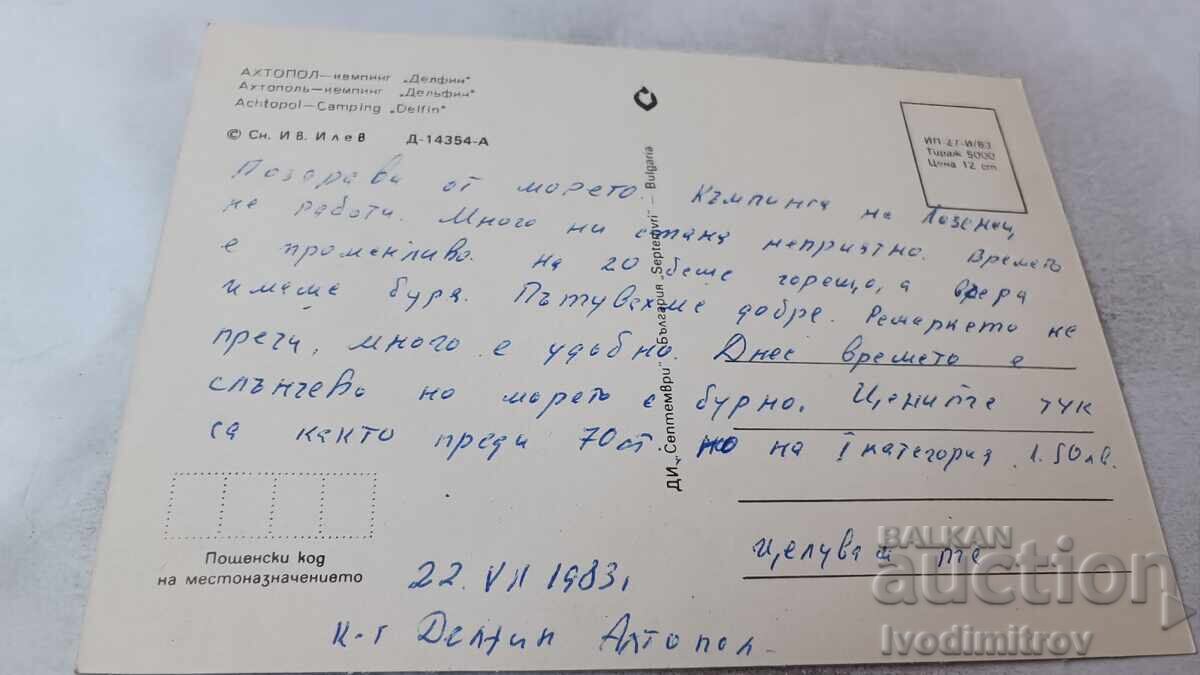 АХТОПОЛ—кемпинг „Делфин“
Ахтополь—кемпинг „Дельфин“
Achtopol—Camping „Delfin“
© Сн. Ив. Илев Д-14354-А
ИП-27-И/83
Тираж 5000
Цена 12 ст
ДИ „Септември“ България „Septemvri“ — Bulgaria
Поздрави от морето. Къмпинга на Лозенец
не работи. Много ни стана неприятно. Времето
е променливо. На 20 беше горещо, а вчера
имаше буря. Пътувахме добре. Ремаркето не
пречи, много е удобно. Днес времето е
слънчево но морето е бурно. Цените тук
са както преди 70 ст. но на I категория 1.50 лв.
Целувам те
22. VII 1983 г
к-г Делфин Ахтопол
Пощенски код
на местоназначението
BALKAN
auction
Ivodimitrov